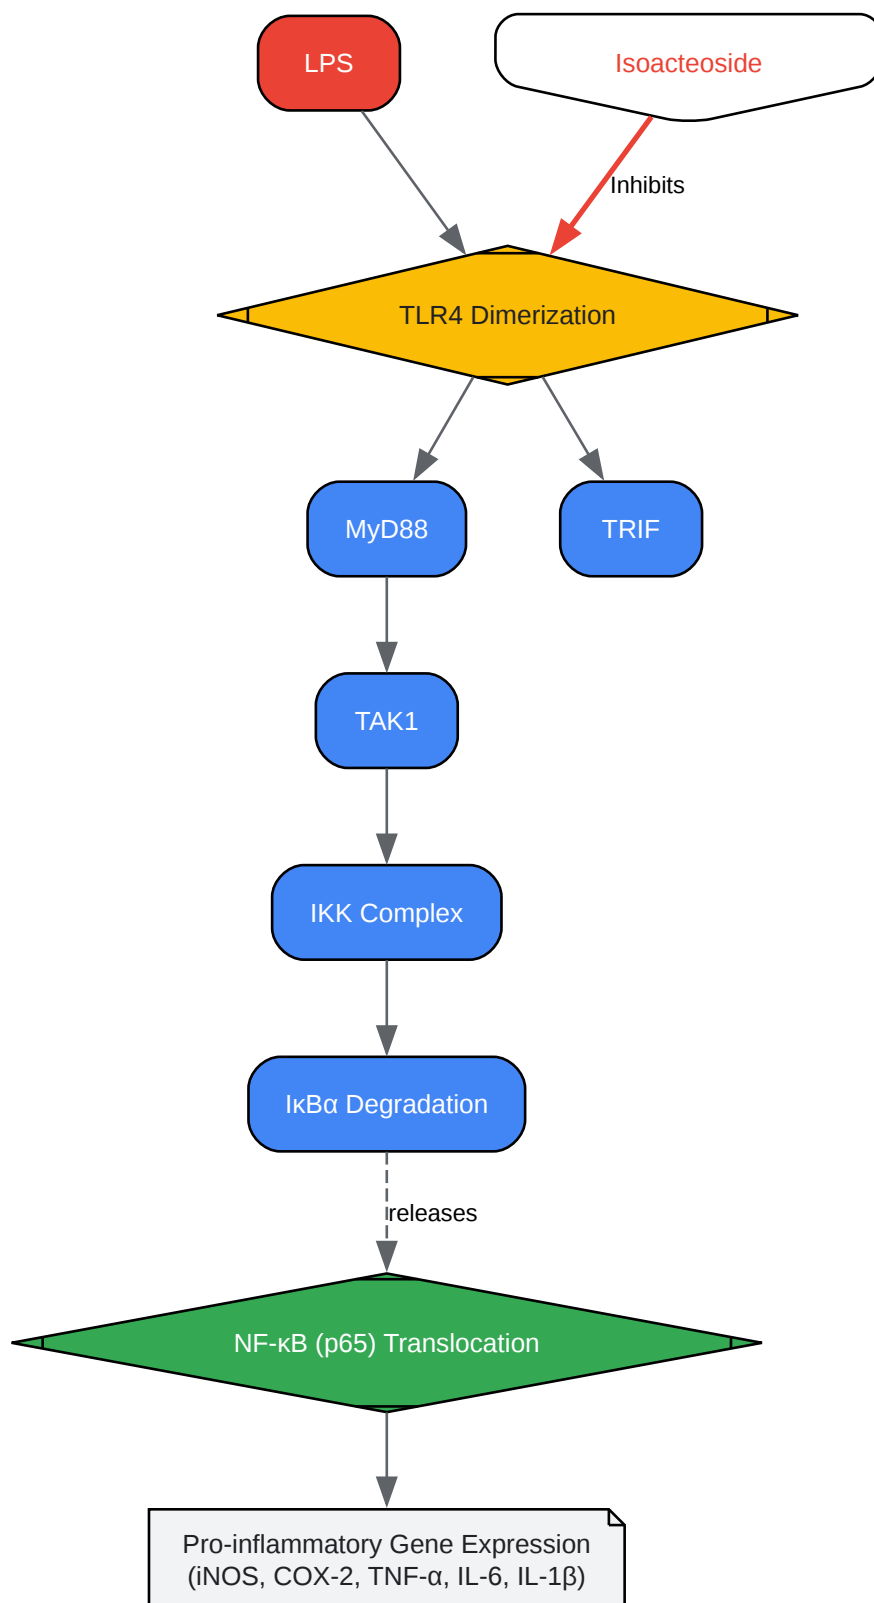 LPS
Isoacteoside
Inhibits
TLR4 Dimerization
MyD88
TRIF
TAK1
IKK Complex
IκBα Degradation
releases
NF-κB (p65) Translocation
Pro-inflammatory Gene Expression
(iNOS, COX-2, TNF-α, IL-6, IL-1β)